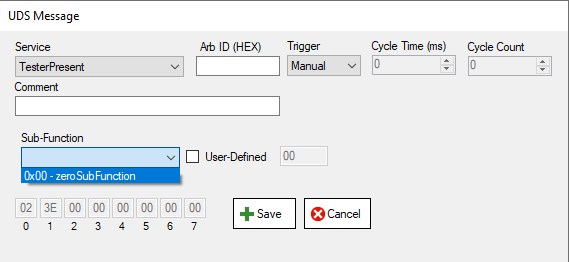 UDS Message
Service Arb ID (HEX) Trigger Cycle Time (ms) Cycle Count
TesterPresent Manual 0 0
Comment
Sub-Function
User-Defined 00
0x00 - zeroSubFunction
02 3E 00 00 00 00 00 00 Save Cancel
0 1 2 3 4 5 6 7